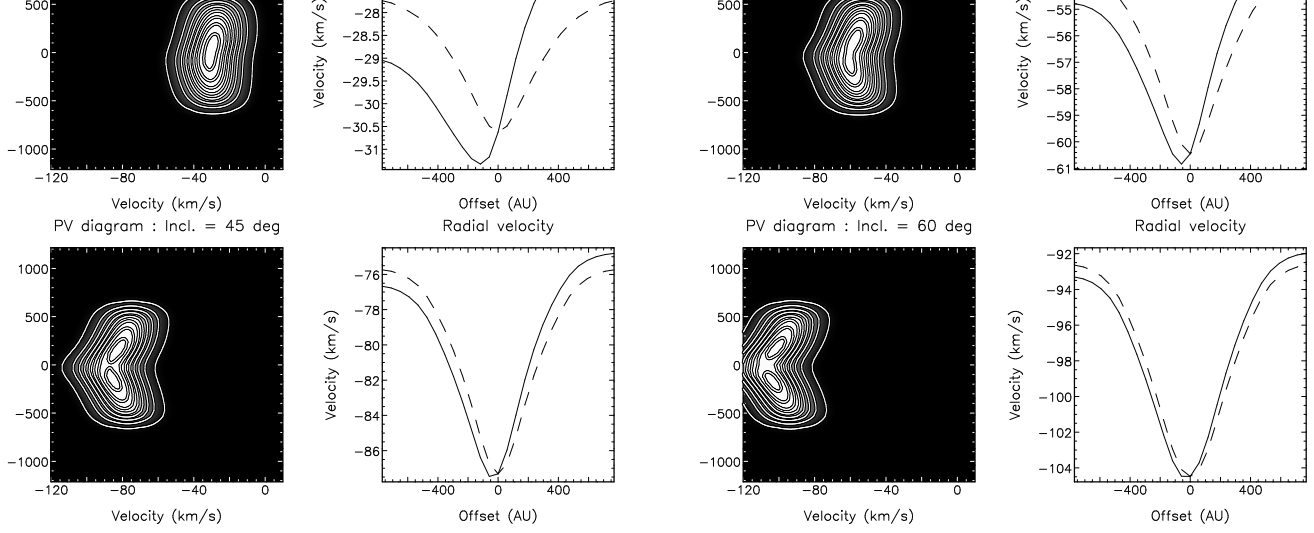 500
0
−500
−1000
−120 −80 −40 0
Velocity (km/s)
−28
−28.5
−29
−29.5
−30
−30.5
−31
Velocity (km/s)
−400 0 400
Offset (AU)
500
0
−500
−1000
−120 −80 −40 0
Velocity (km/s)
−55
−56
−57
−58
−59
−60
−61
Velocity (km/s)
−400 0 400
Offset (AU)
PV diagram : Incl. = 45 deg
1000
500
0
−500
−1000
−120 −80 −40 0
Velocity (km/s)
Radial velocity
−76
−78
−80
−82
−84
−86
Velocity (km/s)
−400 0 400
Offset (AU)
PV diagram : Incl. = 60 deg
1000
500
0
−500
−1000
−120 −80 −40 0
Velocity (km/s)
Radial velocity
−92
−94
−96
−98
−100
−102
−104
Velocity (km/s)
−400 0 400
Offset (AU)